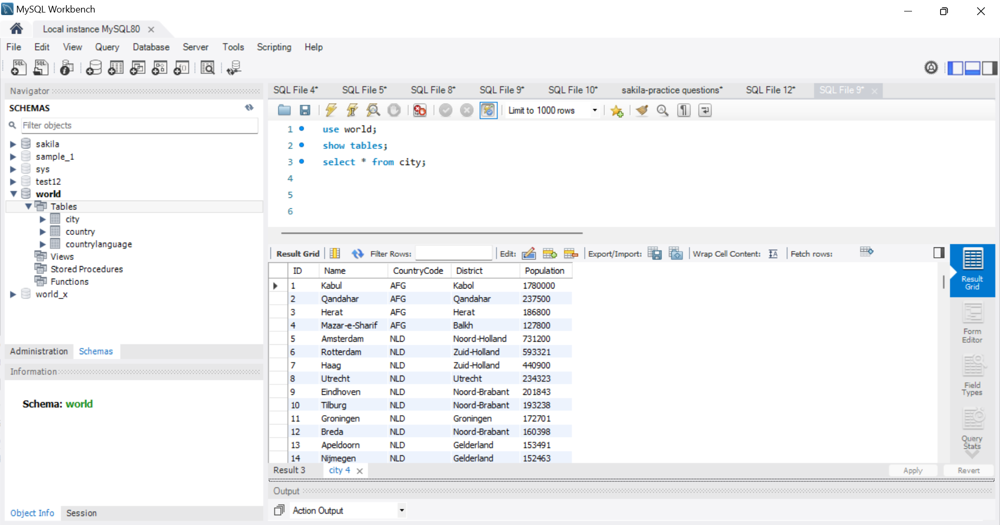 MySQL Workbench
Local instance MySQL80
File Edit View Query Database Server Tools Scripting Help
Navigator
SCHEMAS
Filter objects
sakila
sample_1
sys
test12
world
Tables
city
country
countrylanguage
Views
Stored Procedures
Functions
world_x
Administration Schemas
Information
Schema: world
Object Info Session
SQL File 4* SQL File 5* SQL File 8* SQL File 9* SQL File 10* sakila-practice questions* SQL File 12* SQL File 9*
Limit to 1000 rows
1 use world;
2 show tables;
3 select * from city;
4
5
6
Result Grid Filter Rows: Edit: Export/Import: Wrap Cell Content: Fetch rows:
ID Name CountryCode District Population
1 Kabul AFG Kabol 1780000
2 Qandahar AFG Qandahar 237500
3 Herat AFG Herat 186800
4 Mazar-e-Sharif AFG Balkh 127800
5 Amsterdam NLD Noord-Holland 731200
6 Rotterdam NLD Zuid-Holland 593321
7 Haag NLD Zuid-Holland 440900
8 Utrecht NLD Utrecht 234323
9 Eindhoven NLD Noord-Brabant 201843
10 Tilburg NLD Noord-Brabant 193238
11 Groningen NLD Groningen 172701
12 Breda NLD Noord-Brabant 160398
13 Apeldoorn NLD Gelderland 153491
14 Nijmegen NLD Gelderland 152463
Result
Grid
Form
Editor
Field
Types
Query
Stats
Result 3 city 4 Apply Revert
Output
Action Output